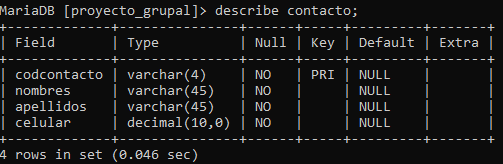 MariaDB [proyecto_grupal]> describe contacto;
+-------------+---------------+------+-----+---------+-------+
| Field       | Type          | Null | Key | Default | Extra |
+-------------+---------------+------+-----+---------+-------+
| codcontacto | varchar(4)    | NO   | PRI | NULL    |       |
| nombres     | varchar(45)   | NO   |     | NULL    |       |
| apellidos   | varchar(45)   | NO   |     | NULL    |       |
| celular     | decimal(10,0) | NO   |     | NULL    |       |
+-------------+---------------+------+-----+---------+-------+
4 rows in set (0.046 sec)